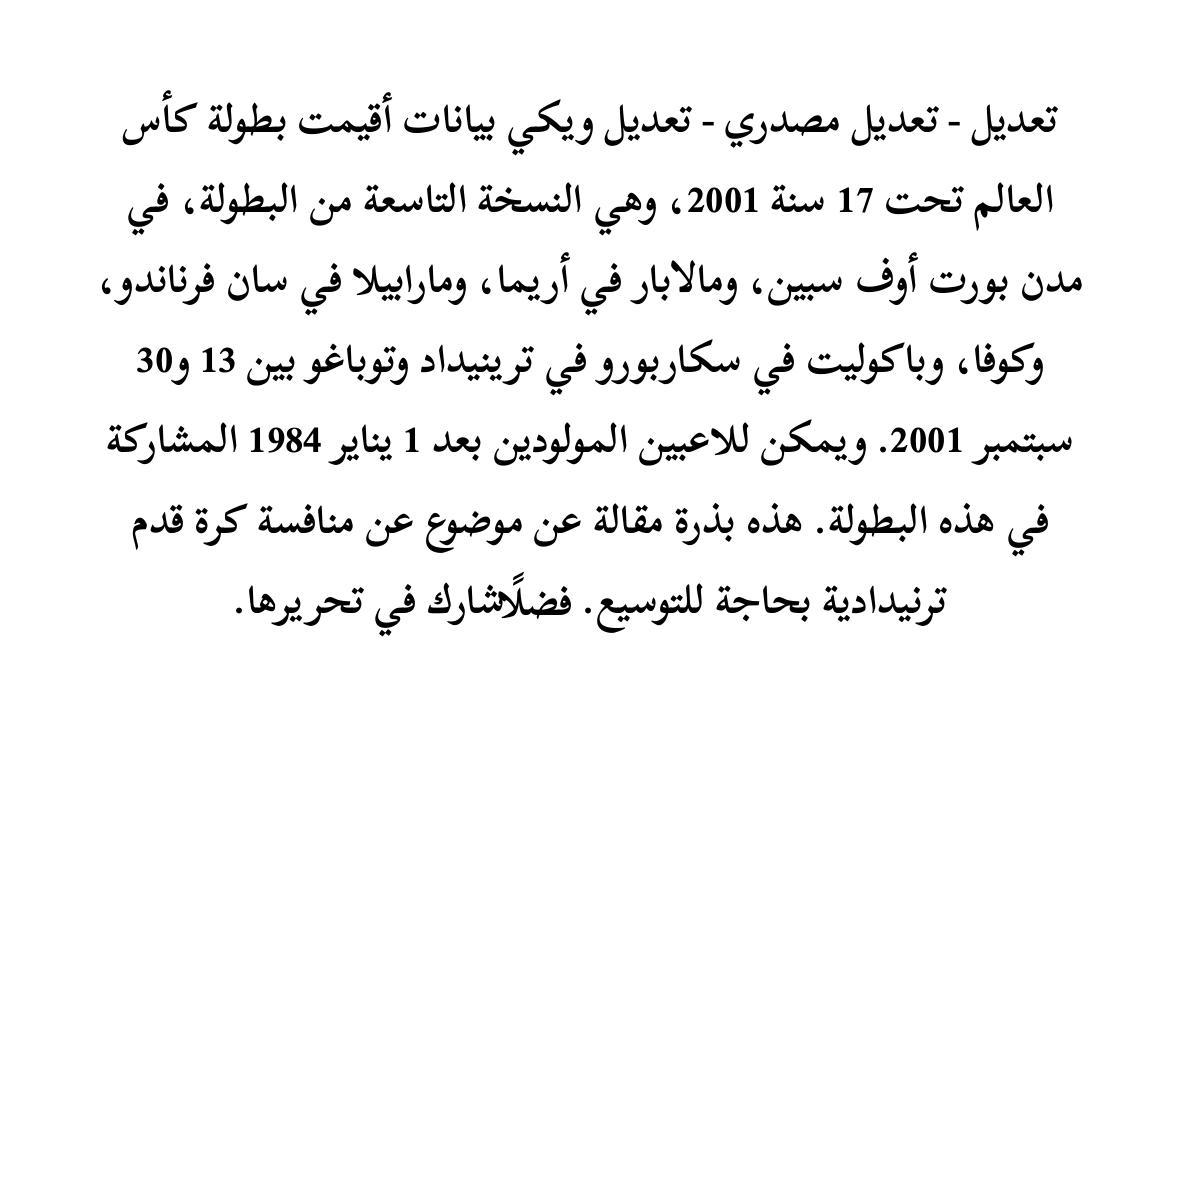 تعديل - تعديل مصدري - تعديل ويكي بيانات أقيمت بطولة كأس
العالم تحت 17 سنة 2001، وهي النسخة التاسعة من البطولة، في
مدن بورت أوف سبين، ومالابار في أريما، ومارابيلا في سان فرناندو،
وكوفا، وباكوليت في سكاربورو في ترينيداد وتوباغو بين 13 و30
سبتمبر 2001. ويمكن للاعبين المولودين بعد 1 يناير 1984 المشاركة
في هذه البطولة. هذه بذرة مقالة عن موضوع عن منافسة كرة قدم
ترنيدادية بحاجة للتوسيع. فضلًاشارك في تحريرها.